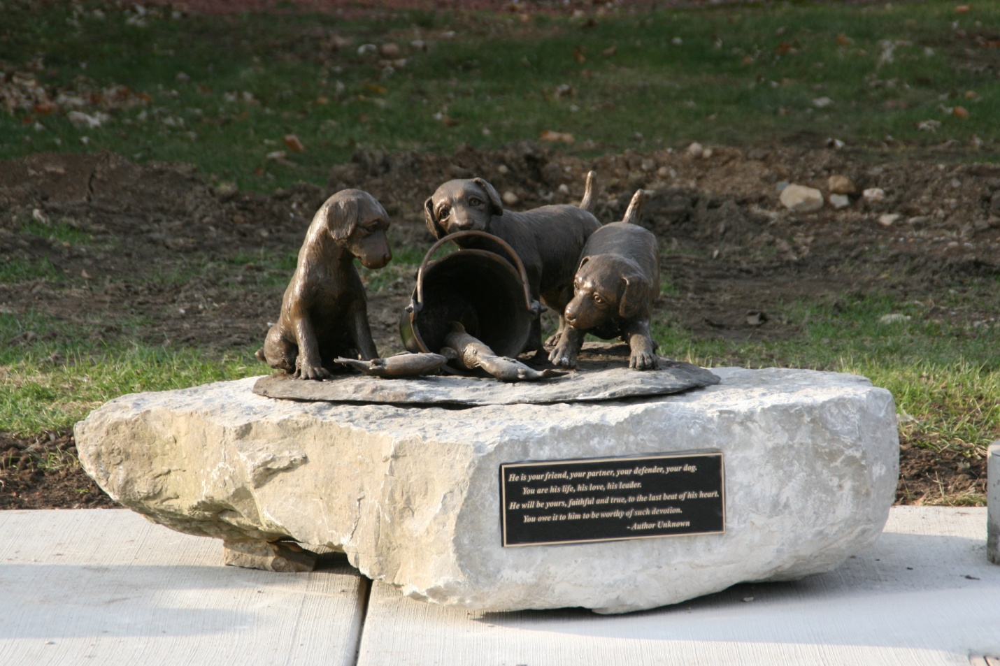 He is your friend, your partner, your defender, your dog.
You are his life, his love, his leader.
He will be yours, faithful and true, to the last beat of his heart.
You owe it to him to be worthy of such devotion.
~Author Unknown